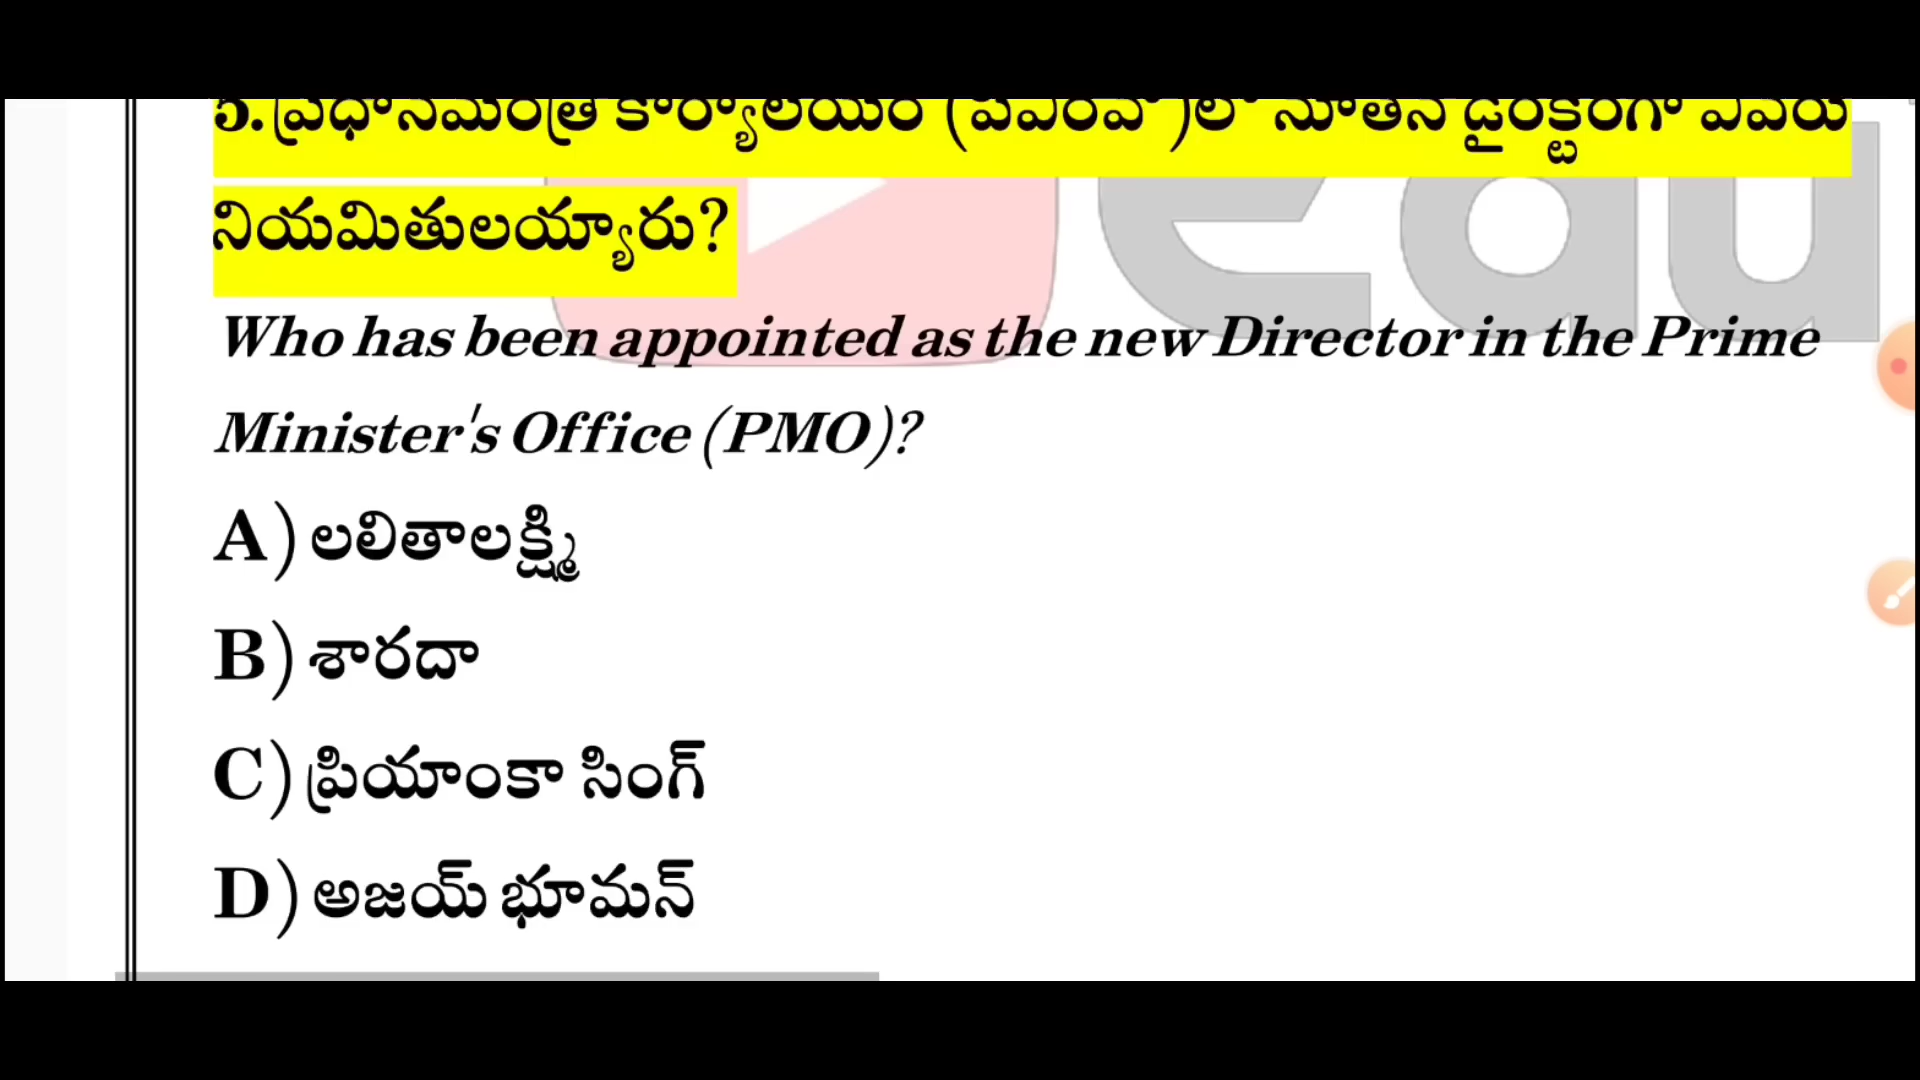 5. ప్రధానమంత్రి కార్యాలయం (పీఎంవో)లో నూతన డైరెక్టర్‌గా ఎవరు
నియమితులయ్యారు?
Who has been appointed as the new Director in the Prime
Minister's Office (PMO)?
A) లలితాలక్ష్మి
B) శారదా
C) ప్రియాంకా సింగ్
D) అజయ్ భూమన్
edu